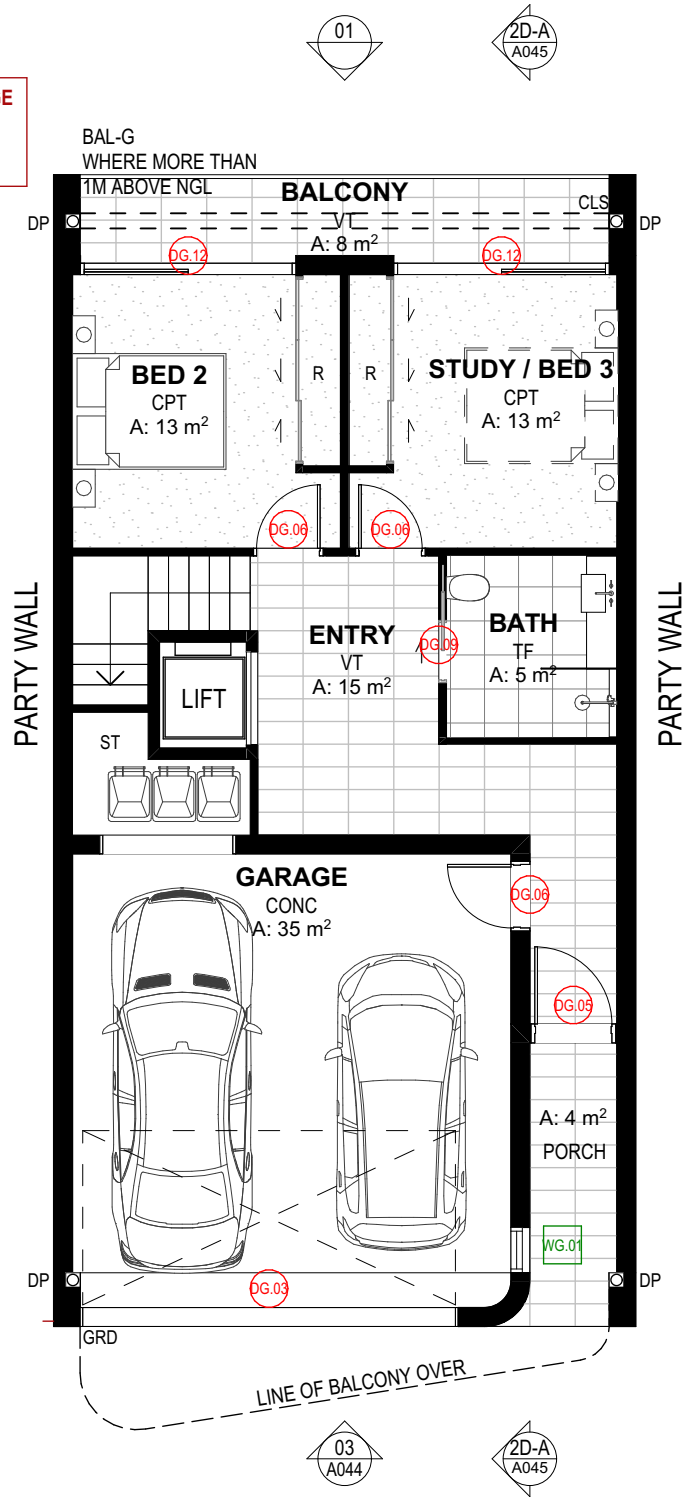 01
2D-A
A045
GE
BAL-G
WHERE MORE THAN
1M ABOVE NGL
BALCONY
CLS
DP
VT
DP
A: 8 m²
DG.12
DG.12
BED 2
CPT
A: 13 m²
R
R
STUDY / BED 3
CPT
A: 13 m²
DG.06
DG.06
PARTY WALL
PARTY WALL
ENTRY
VT
A: 15 m²
DG.09
BATH
TF
A: 5 m²
LIFT
ST
GARAGE
CONC
A: 35 m²
DG.06
DG.05
A: 4 m²
PORCH
WG.01
DP
DG.03
DP
GRD
LINE OF BALCONY OVER
03
A044
2D-A
A045